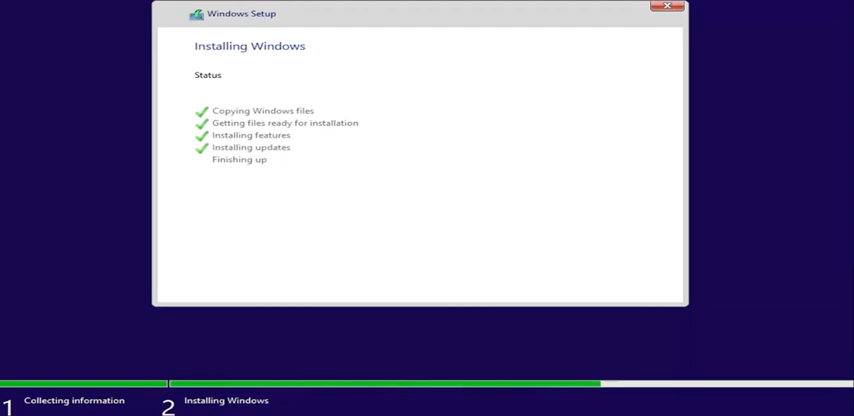 Windows Setup
Installing Windows
Status
Copying Windows files
Getting files ready for installation
Installing features
Installing updates
Finishing up
1 Collecting information
2 Installing Windows